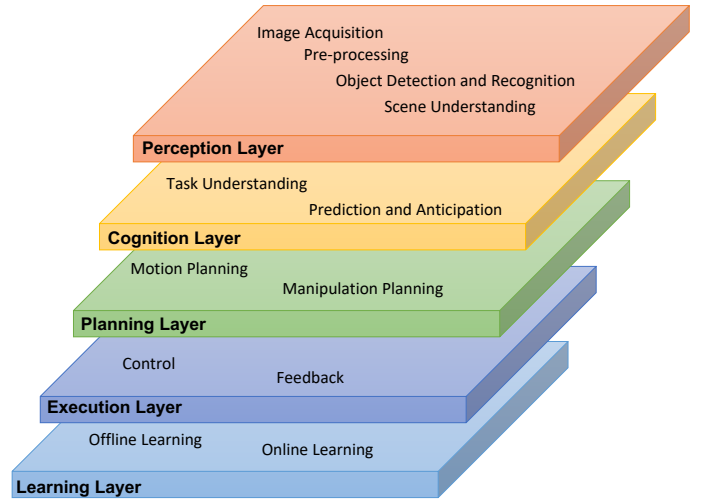 Image Acquisition
Pre-processing
Object Detection and Recognition
Scene Understanding
Perception Layer
Task Understanding
Prediction and Anticipation
Cognition Layer
Motion Planning
Manipulation Planning
Planning Layer
Control
Feedback
Execution Layer
Offline Learning
Online Learning
Learning Layer